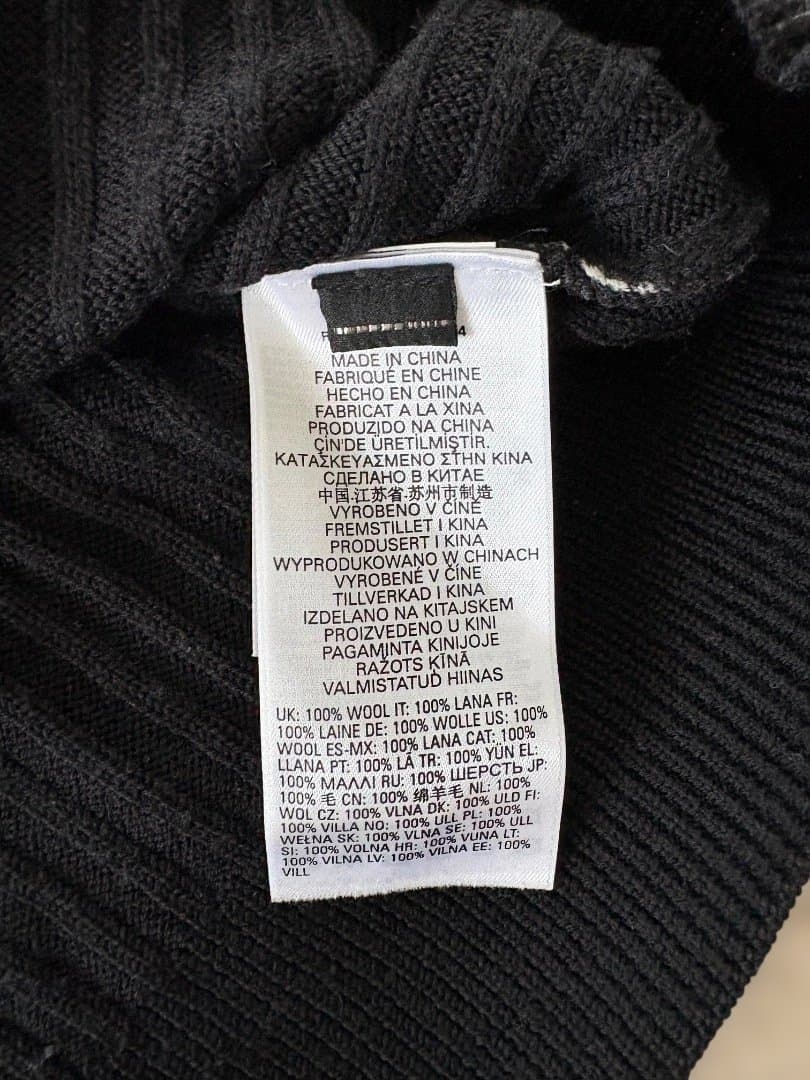 4
MADE IN CHINA
FABRIQUÉ EN CHINE
HECHO EN CHINA
FABRICAT A LA XINA
PRODUZIDO NA CHINA
ÇİN'DE ÜRETİLMİŞTİR.
ΚΑΤΑΣΚΕΥΑΣΜΕΝΟ ΣΤΗΝ ΚΙΝΑ
СДЕЛАНО В КИТАЕ
中国.江苏省.苏州市制造
VYROBENO V ČÍNĚ
FREMSTILLET I KINA
PRODUSERT I KINA
WYPRODUKOWANO W CHINACH
VYROBENÉ V ČÍNE
TILLVERKAD I KINA
IZDELANO NA KITAJSKEM
PROIZVEDENO U KINI
PAGAMINTA KINIJOJE
RAŽOTS ĶĪNĀ
VALMISTATUD HIINAS
UK: 100% WOOL IT: 100% LANA FR:
100% LAINE DE: 100% WOLLE US: 100%
WOOL ES-MX: 100% LANA CAT: 100%
LLANA PT: 100% LÃ TR: 100% YÜN EL:
100% ΜΑΛΛΙ RU: 100% ШЕРСТЬ JP:
100% 毛 CN: 100% 绵羊毛 NL: 100%
WOL CZ: 100% VLNA DK: 100% ULD FI:
100% VILLA NO: 100% ULL PL: 100%
WEŁNA SK: 100% VLNA SE: 100% ULL
SI: 100% VOLNA HR: 100% VUNA LT:
100% VILNA LV: 100% VILNA EE: 100%
VILL